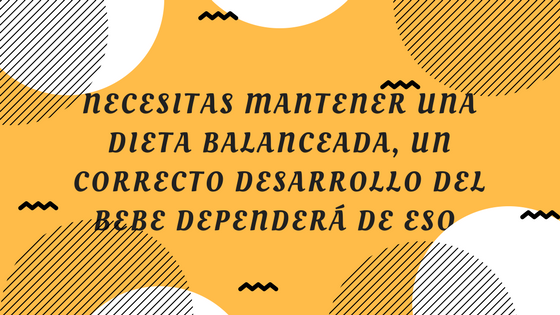 NECESITAS MANTENER UNA
DIETA BALANCEADA, UN
CORRECTO DESARROLLO DEL
BEBE DEPENDERÁ DE ESO